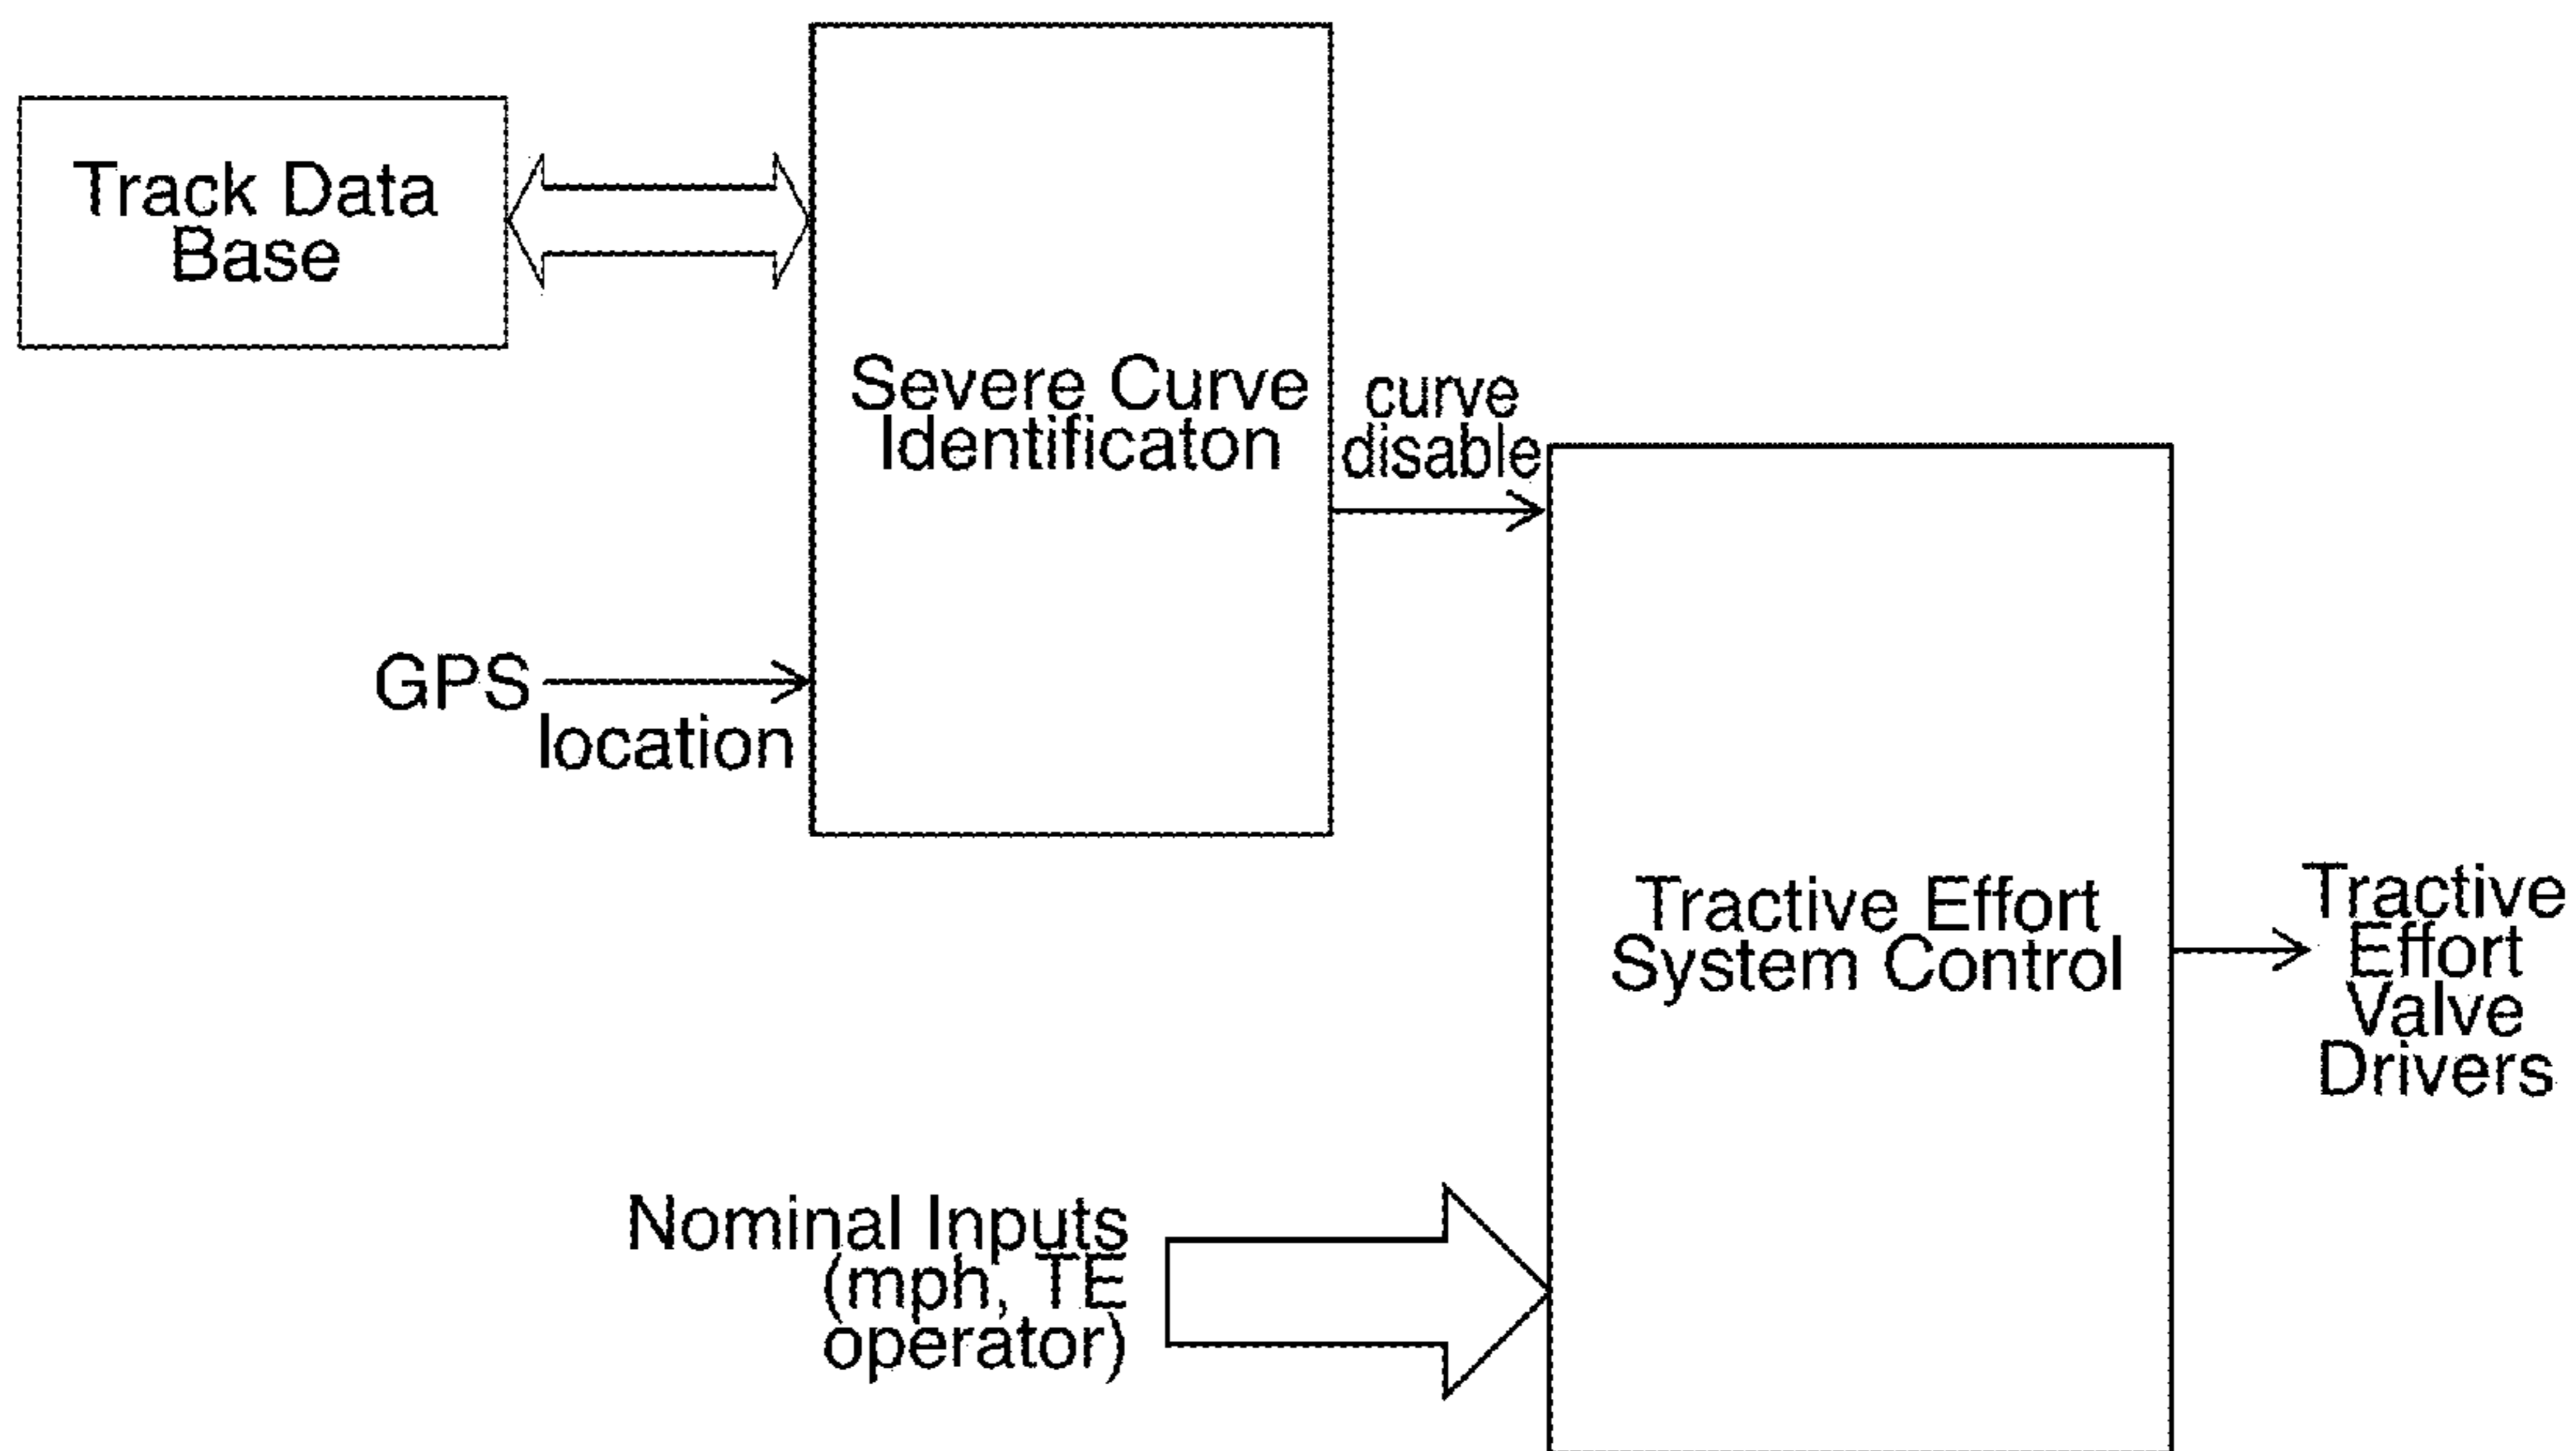 Track Data
Base
Severe Curve
Identificaton
curve
disable
GPS
location
Tractive Effort
System Control
Tractive
Effort
Valve
Drivers
Nominal Inputs
(mph, TE
operator)